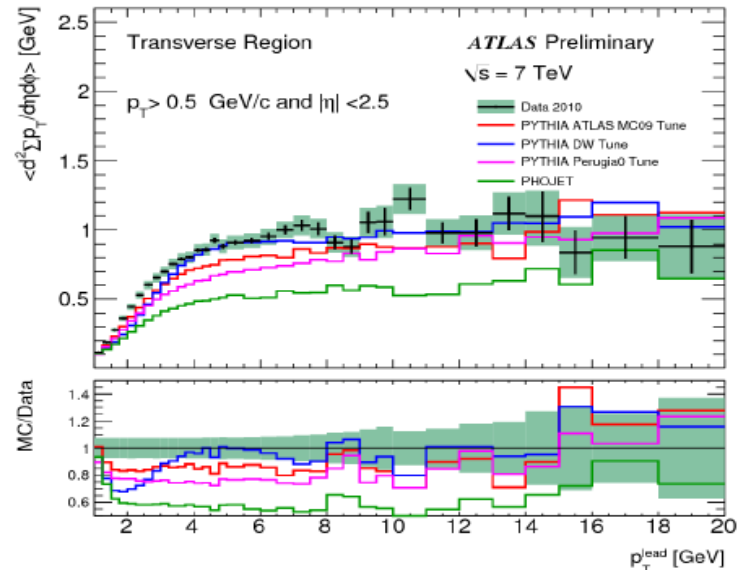 <d²Σp_T/dηdϕ> [GeV]
2.5
2
1.5
1
0.5
Transverse Region
ATLAS Preliminary
√s = 7 TeV
p_T> 0.5 GeV/c and |η| <2.5
Data 2010
PYTHIA ATLAS MC09 Tune
PYTHIA DW Tune
PYTHIA Perugia0 Tune
PHOJET
MC/Data
1.4
1.2
1
0.8
0.6
2 4 6 8 10 12 14 16 18 20
p_T^lead [GeV]